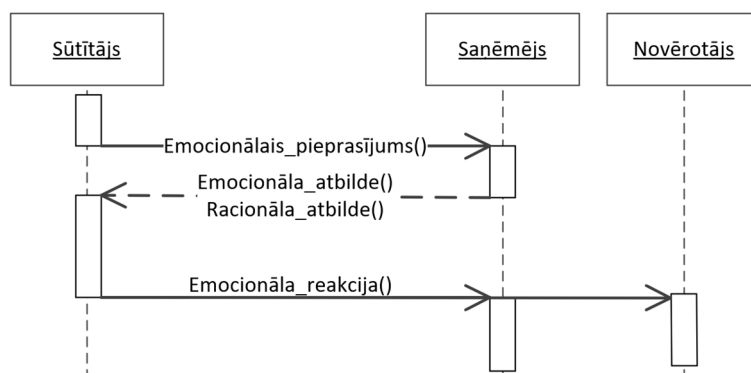 Sūtītājs
Saņēmējs
Novērotājs
Emocionālais_pieprasījums()
Emocionāla_atbilde()
Racionāla_atbilde()
Emocionāla_reakcija()